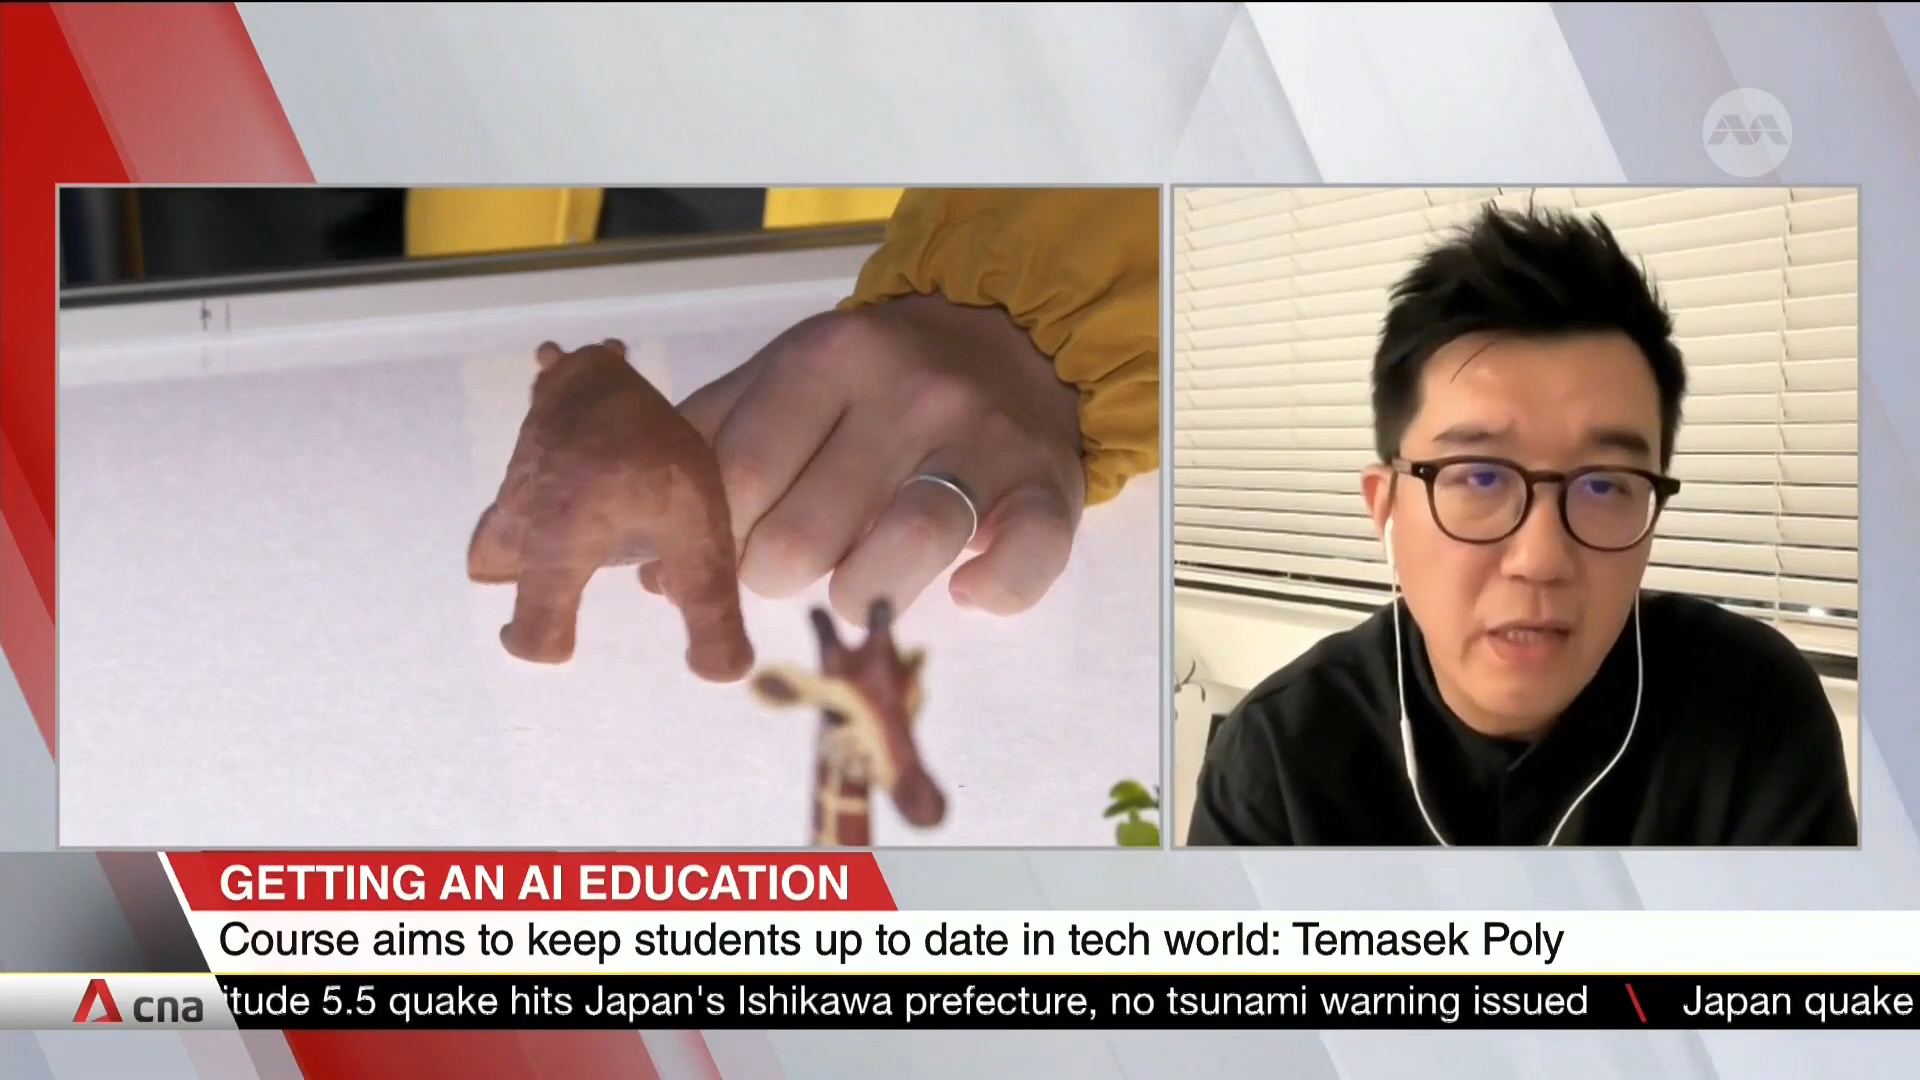 GETTING AN AI EDUCATION
Course aims to keep students up to date in tech world: Temasek Poly
cna
itude 5.5 quake hits Japan's Ishikawa prefecture, no tsunami warning issued \ Japan quake